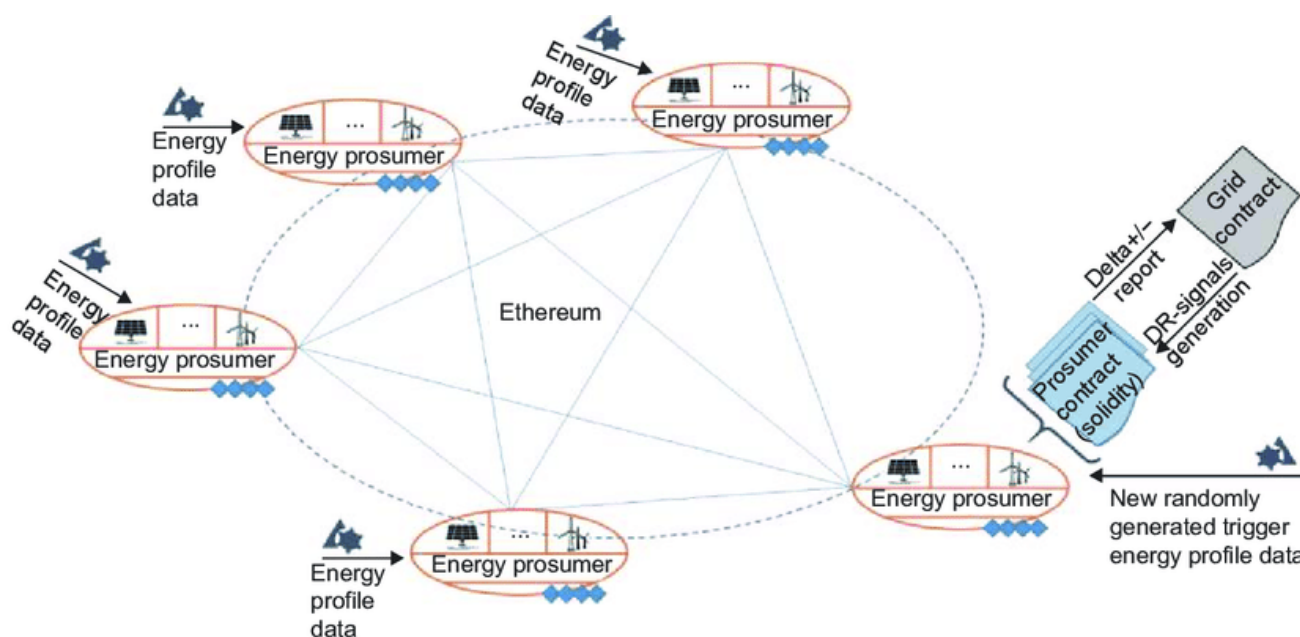 Energy
profile
data
...
Energy prosumer
Energy
profile
data
...
Energy prosumer
Energy
profile
data
...
Energy prosumer
Ethereum
Grid
contract
Delta+/–
report
DR-signals
generation
Prosumer
contract
(solidity)
...
Energy prosumer
New randomly
generated trigger
energy profile data
Energy
profile
data
...
Energy prosumer